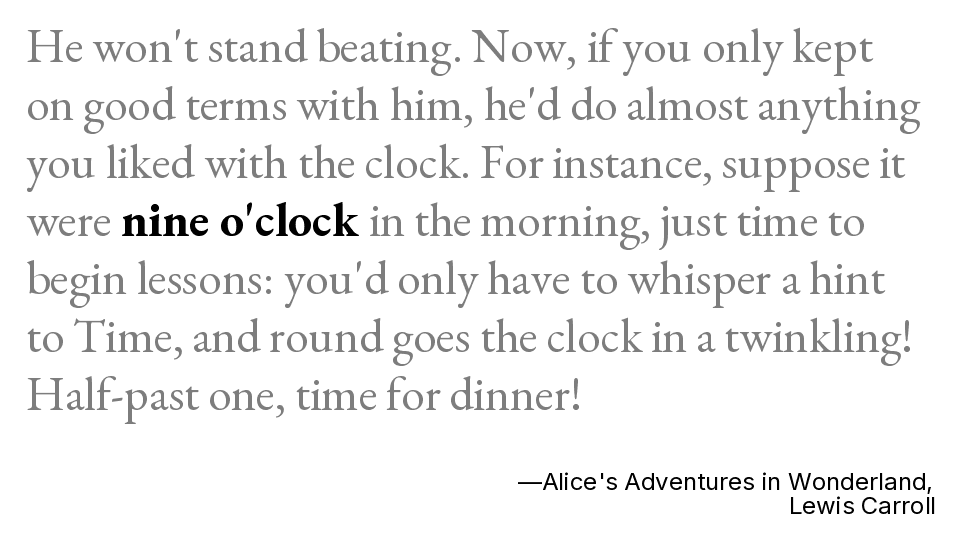 He won't stand beating. Now, if you only kept
on good terms with him, he'd do almost anything
you liked with the clock. For instance, suppose it
were nine o'clock in the morning, just time to
begin lessons: you'd only have to whisper a hint
to Time, and round goes the clock in a twinkling!
Half-past one, time for dinner!
—Alice's Adventures in Wonderland,
Lewis Carroll